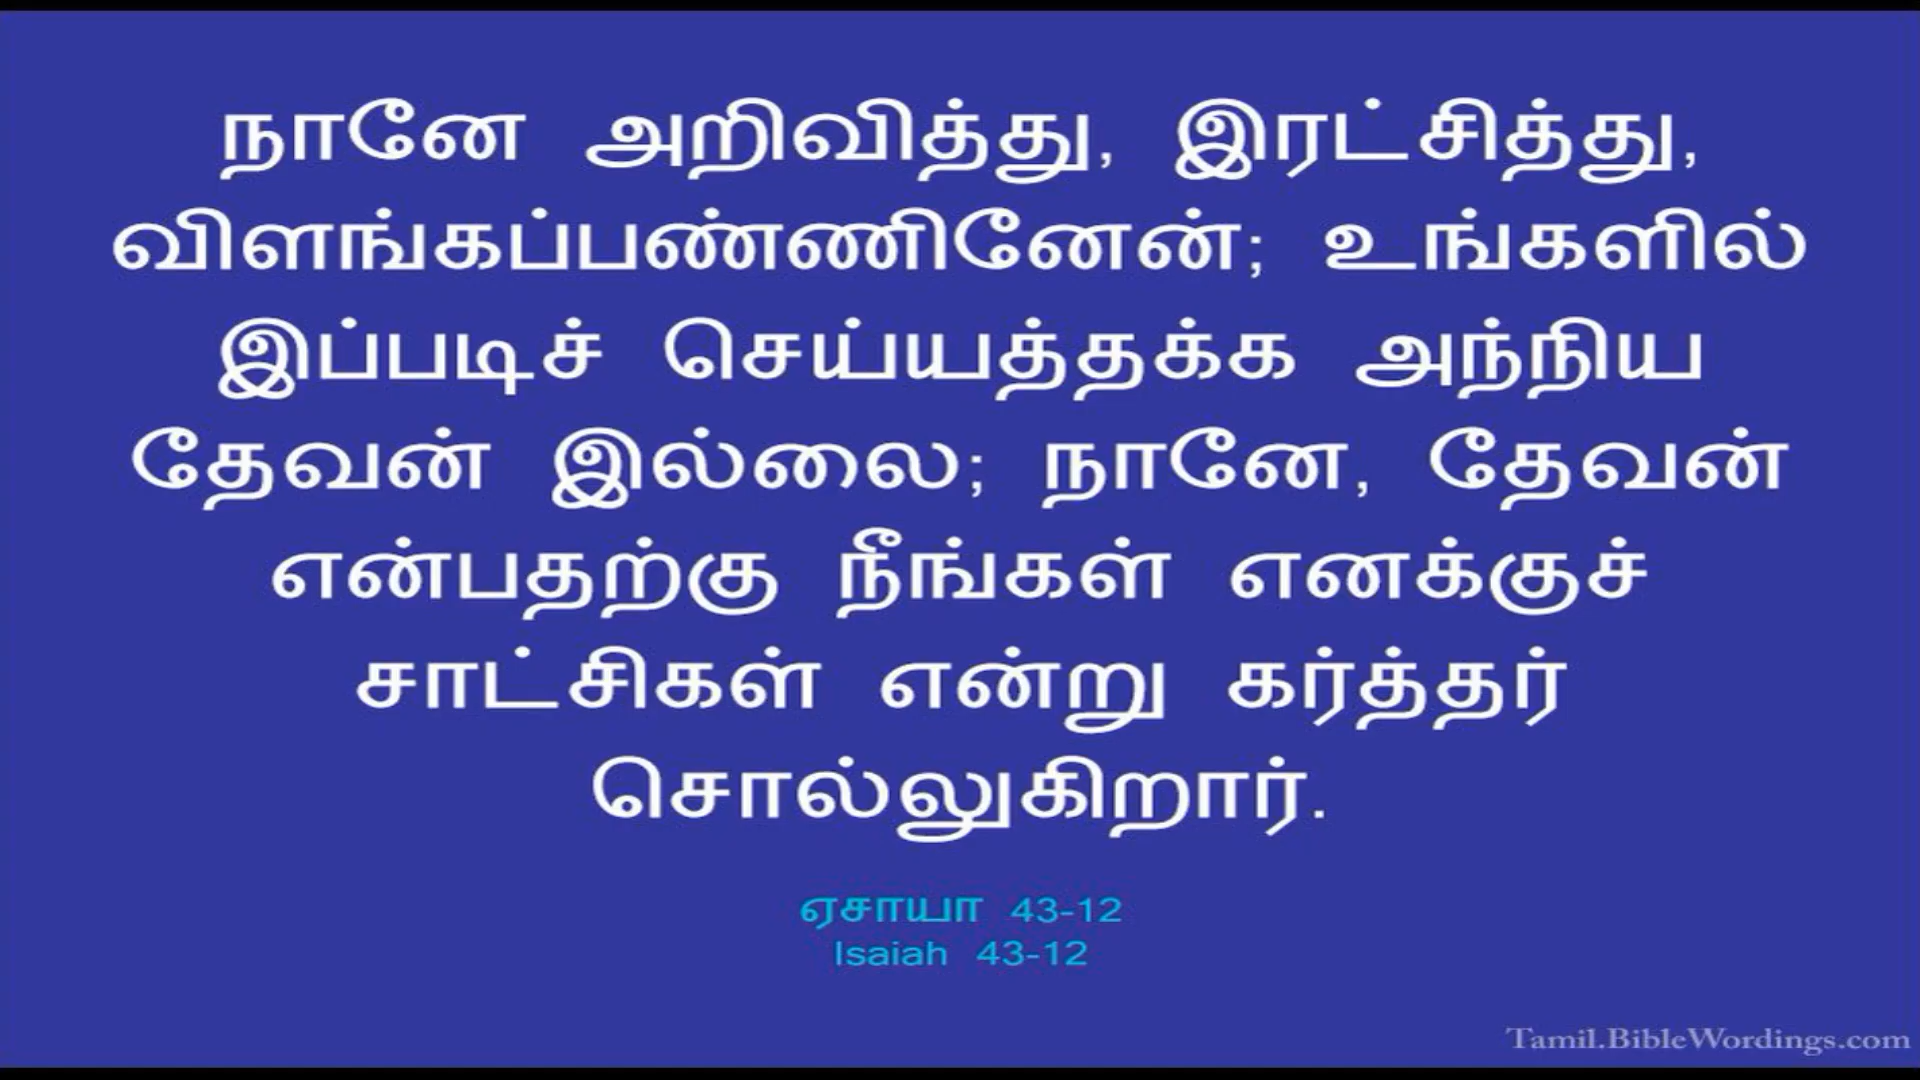 நானே அறிவித்து, இரட்சித்து,
விளங்கப்பண்ணினேன்; உங்களில்
இப்படிச் செய்யத்தக்க அந்நிய
தேவன் இல்லை; நானே, தேவன்
என்பதற்கு நீங்கள் எனக்குச்
சாட்சிகள் என்று கர்த்தர்
சொல்லுகிறார்.
ஏசாயா 43-12
Isaiah 43-12
Tamil.BibleWordings.com